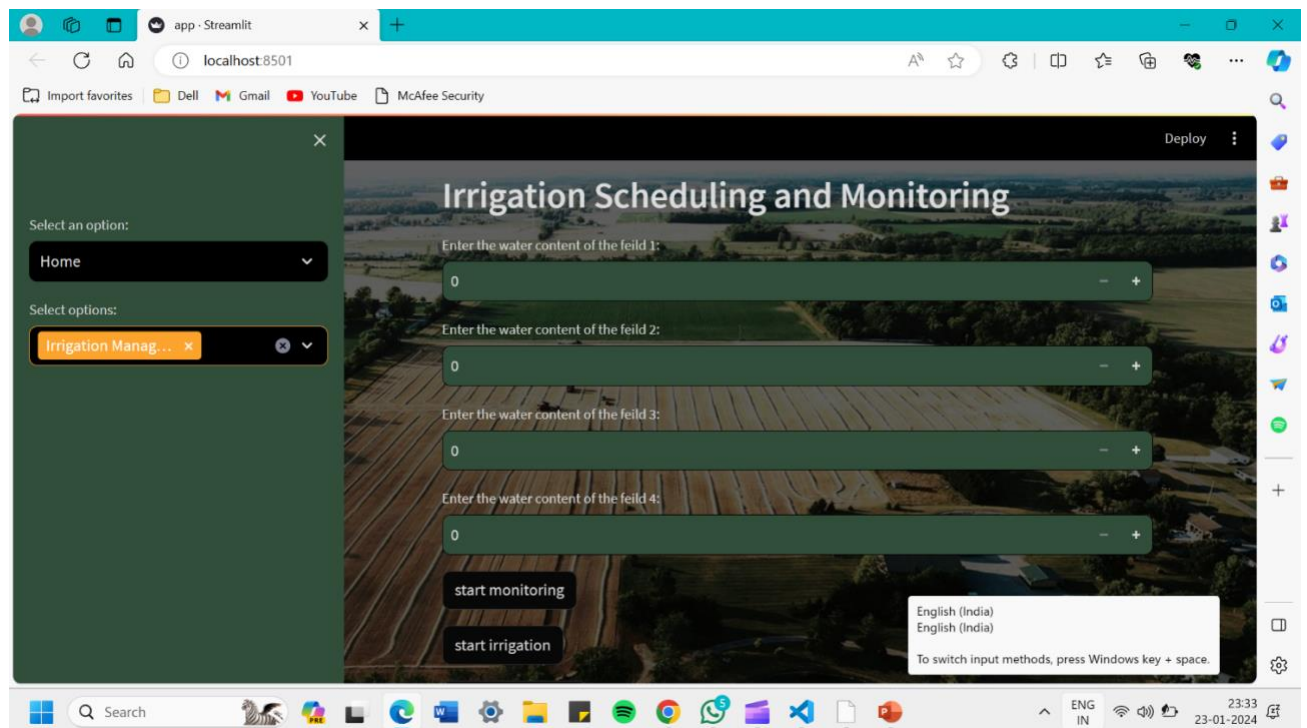 app · Streamlit
localhost:8501
Import favorites Dell Gmail YouTube McAfee Security
Deploy
Select an option:
Home
Select options:
Irrigation Manag...
Irrigation Scheduling and Monitoring
Enter the water content of the feild 1:
0
Enter the water content of the feild 2:
0
Enter the water content of the feild 3:
0
Enter the water content of the feild 4:
0
start monitoring
start irrigation
English (India)
English (India)
To switch input methods, press Windows key + space.
Search
PRE
5
ENG
IN
23:33
23-01-2024